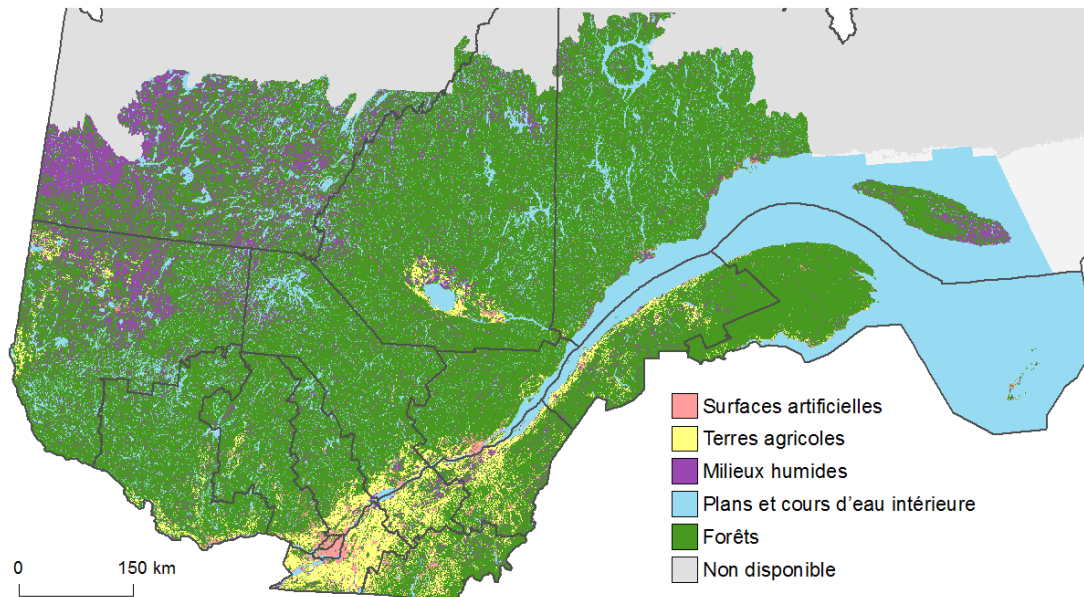 Surfaces artificielles
Terres agricoles
Milieux humides
Plans et cours d'eau intérieure
Forêts
Non disponible
0 150 km